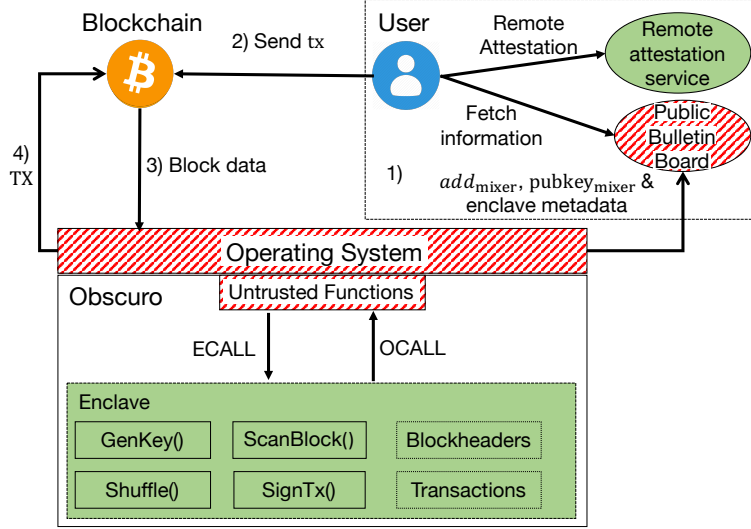 Blockchain
User
2) Send tx
Remote
Attestation
Remote
attestation
service
Fetch
information
Public
Bulletin
Board
4)
TX
3) Block data
1)
add_mixer, pubkey_mixer &
enclave metadata
Operating System
Obscuro
Untrusted Functions
ECALL
OCALL
Enclave
GenKey()
ScanBlock()
Blockheaders
Shuffle()
SignTx()
Transactions